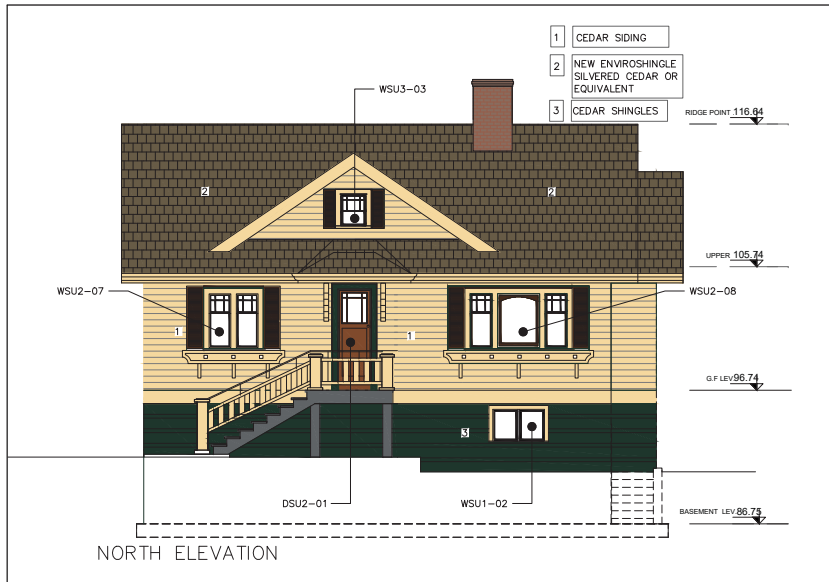 1 CEDAR SIDING
2 NEW ENVIROSHINGLE
SILVERED CEDAR OR
EQUIVALENT
3 CEDAR SHINGLES
WSU3-03
RIDGE POINT 116.64
2
2
UPPER 105.74
WSU2-07
WSU2-08
1
1
G.F LEV. 96.74
3
DSU2-01
WSU1-02
BASEMENT LEV. 86.75
NORTH ELEVATION